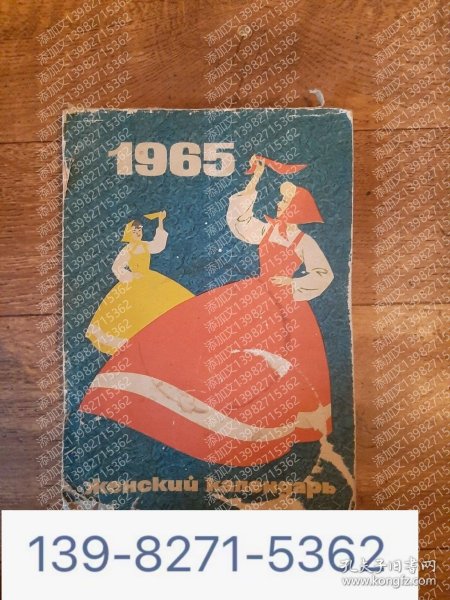 1965
женский календарь
139-8271-5362
孔夫子旧书网
www.kongfz.com
添加文13982715362